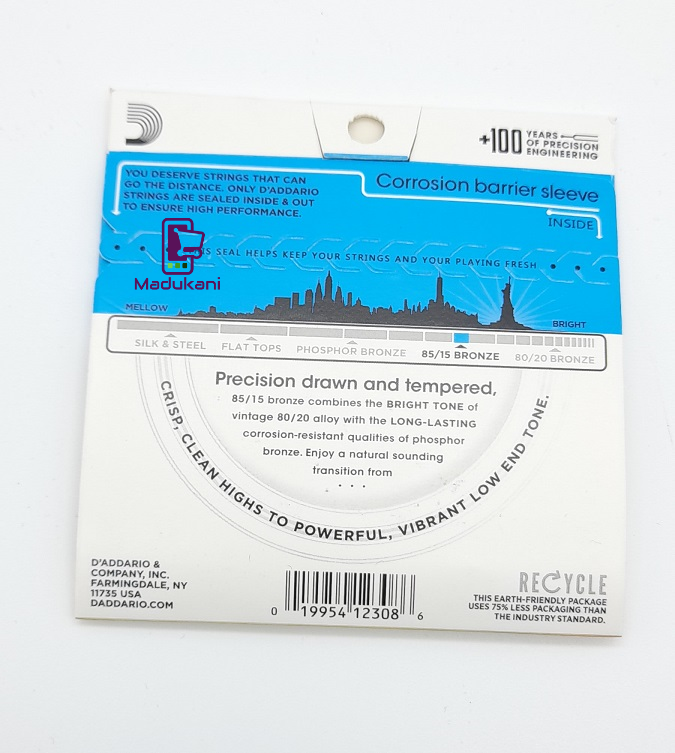 +100 YEARS
OF PRECISION
ENGINEERING
YOU DESERVE STRINGS THAT CAN
GO THE DISTANCE. ONLY D'ADDARIO
STRINGS ARE SEALED INSIDE & OUT
TO ENSURE HIGH PERFORMANCE.
Corrosion barrier sleeve
INSIDE
SEAL HELPS KEEP YOUR STRINGS AND YOUR PLAYING FRESH
Madukani
MELLOW
BRIGHT
SILK & STEEL FLAT TOPS PHOSPHOR BRONZE 85/15 BRONZE 80/20 BRONZE
Precision drawn and tempered,
85/15 bronze combines the BRIGHT TONE of
vintage 80/20 alloy with the LONG-LASTING
corrosion-resistant qualities of phosphor
bronze. Enjoy a natural sounding
transition from
. . .
CRISP, CLEAN HIGHS TO POWERFUL, VIBRANT LOW END TONE.
D'ADDARIO &
COMPANY, INC.
FARMINGDALE, NY
11735 USA
DADDARIO.COM
0 19954 12308 6
RECYCLE
THIS EARTH-FRIENDLY PACKAGE
USES 75% LESS PACKAGING THAN
THE INDUSTRY STANDARD.